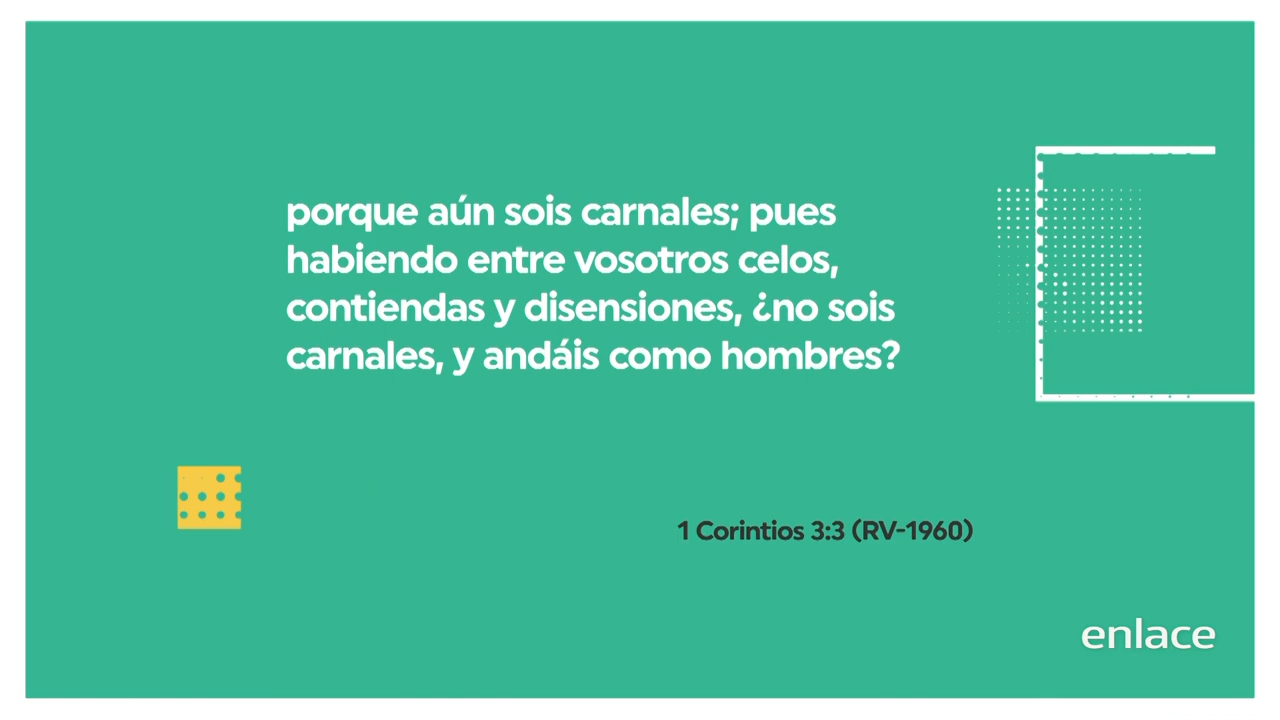 porque aún sois carnales; pues
habiendo entre vosotros celos,
contiendas y disensiones, ¿no sois
carnales, y andáis como hombres?
1 Corintios 3:3 (RV-1960)
enlace